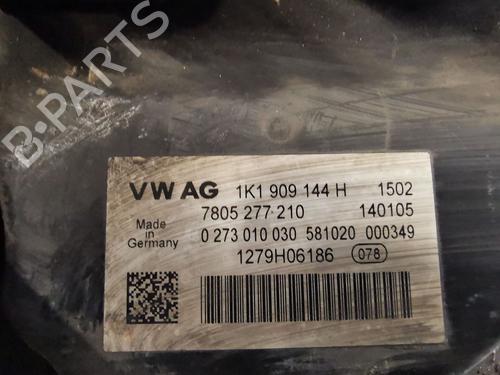 B-PARTS
VW AG 1K1 909 144 H 1502
7805 277 210 140105
Made in Germany
0 273 010 030 581020 000349
1279H06186 078